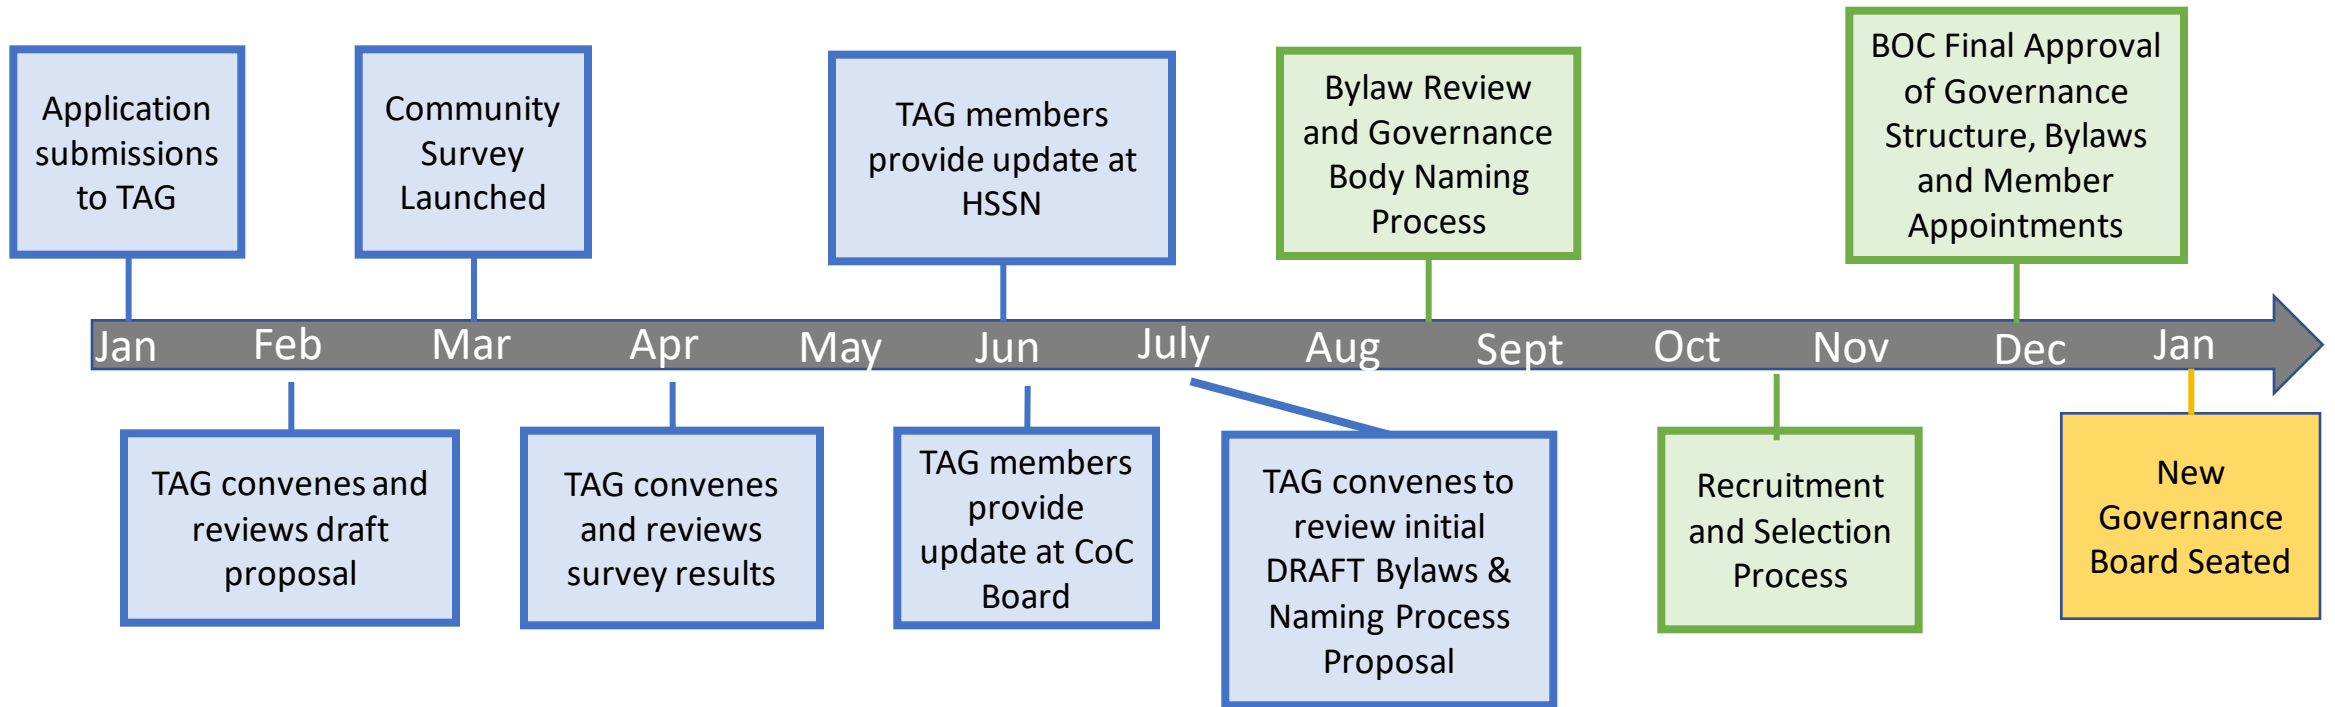 Application
submissions
to TAG
Community
Survey
Launched
TAG members
provide update at
HSSN
Bylaw Review
and Governance
Body Naming
Process
BOC Final Approval
of Governance
Structure, Bylaws
and Member
Appointments
Jan Feb Mar Apr May Jun July Aug Sept Oct Nov Dec Jan
TAG convenes and
reviews draft
proposal
TAG convenes
and reviews
survey results
TAG members
provide
update at CoC
Board
TAG convenes to
review initial
DRAFT Bylaws &
Naming Process
Proposal
Recruitment
and Selection
Process
New
Governance
Board Seated